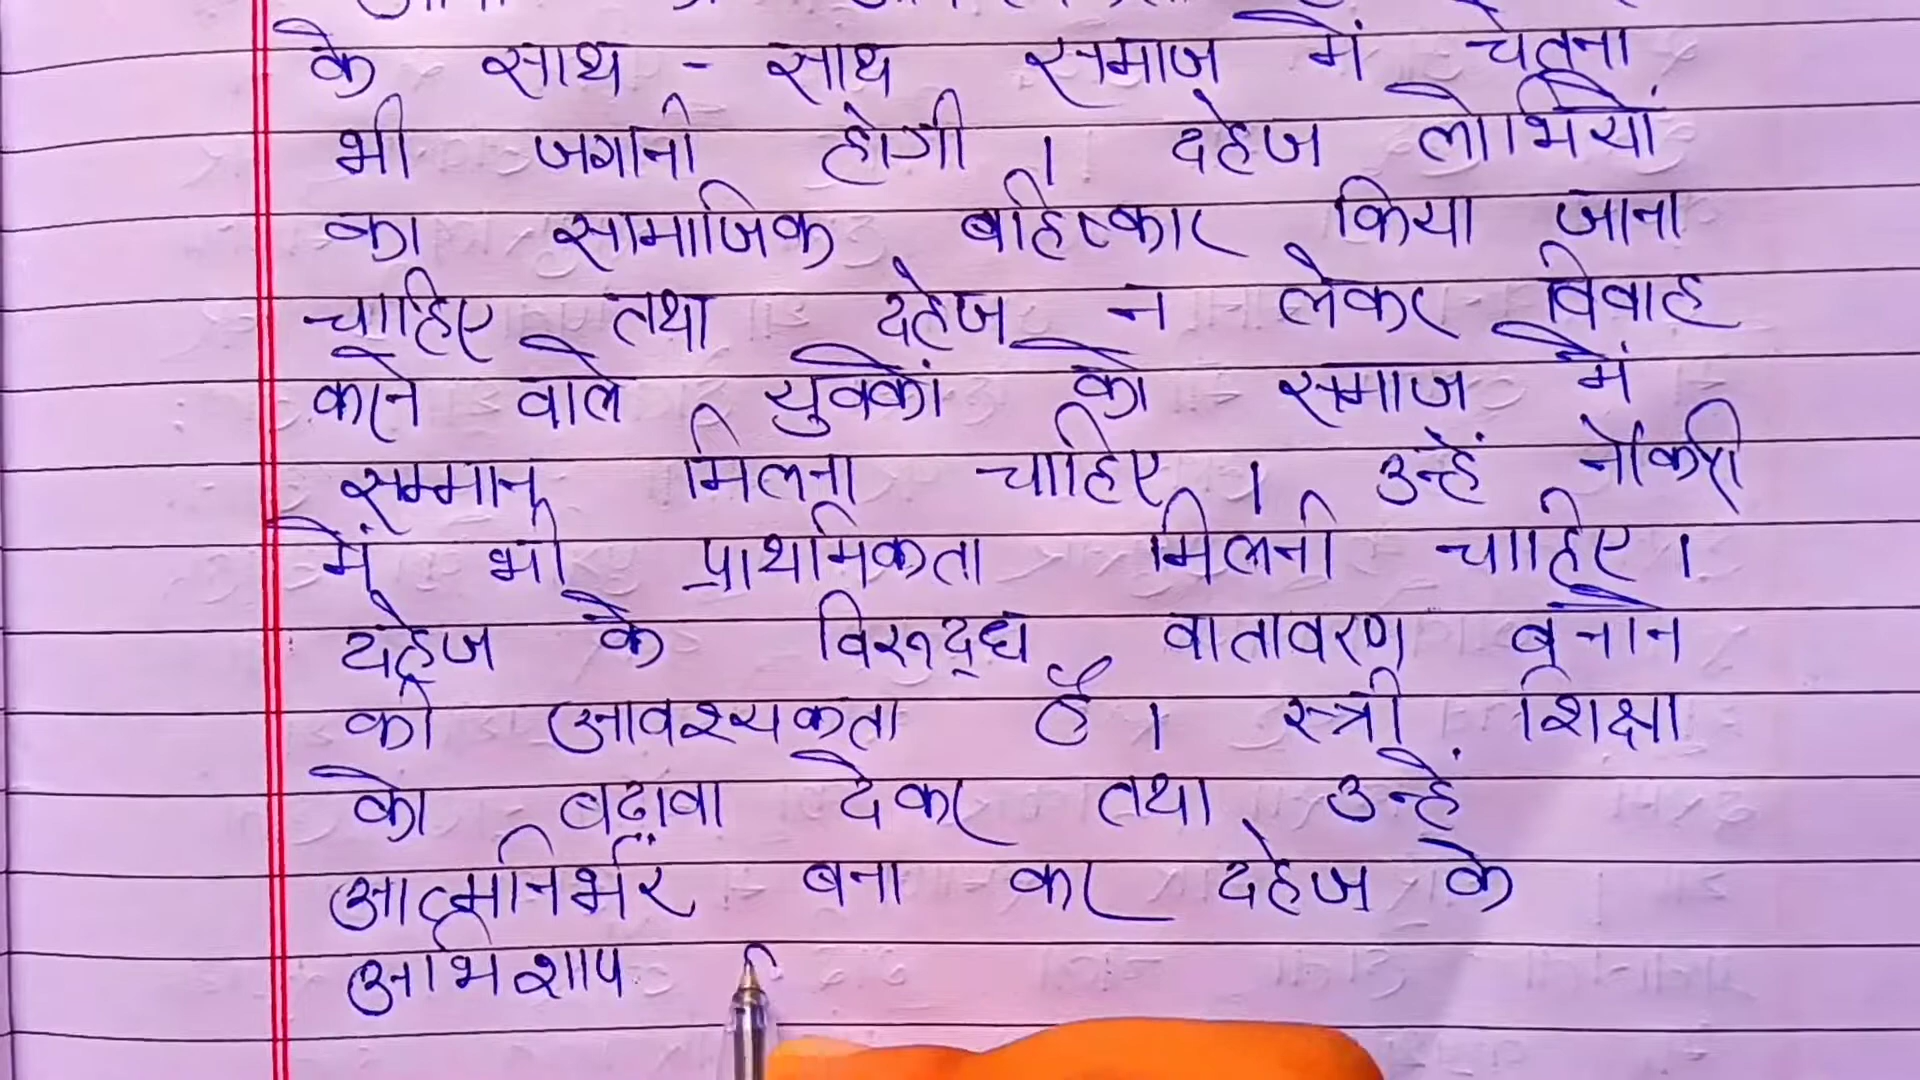 के साथ - साथ समाज में चेतना
भी जगानी होगी । दहेज लोभियों
का सामाजिक बहिष्कार किया जाना
चाहिए तथा दहेज न लेकर विवाह
करने वाले युवकों को समाज में
सम्मान मिलना चाहिए । उन्हें नौकरी
में भी प्राथमिकता मिलनी चाहिए ।
दहेज के विरुद्ध वातावरण बनाने
की आवश्यकता है । स्त्री शिक्षा
को बढ़ावा देकर तथा उन्हें
आत्मनिर्भर बना कर दहेज के
अभिशाप